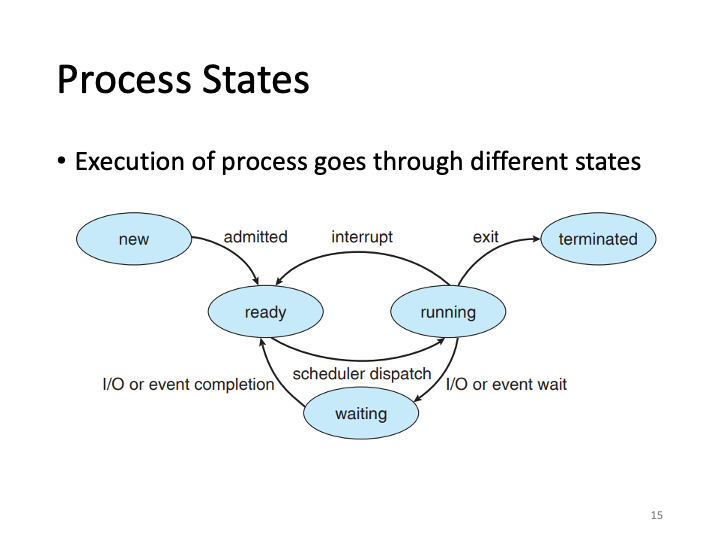 Process States
• Execution of process goes through different states
new
admitted
interrupt
exit
terminated
ready
running
I/O or event completion
scheduler dispatch
I/O or event wait
waiting
15